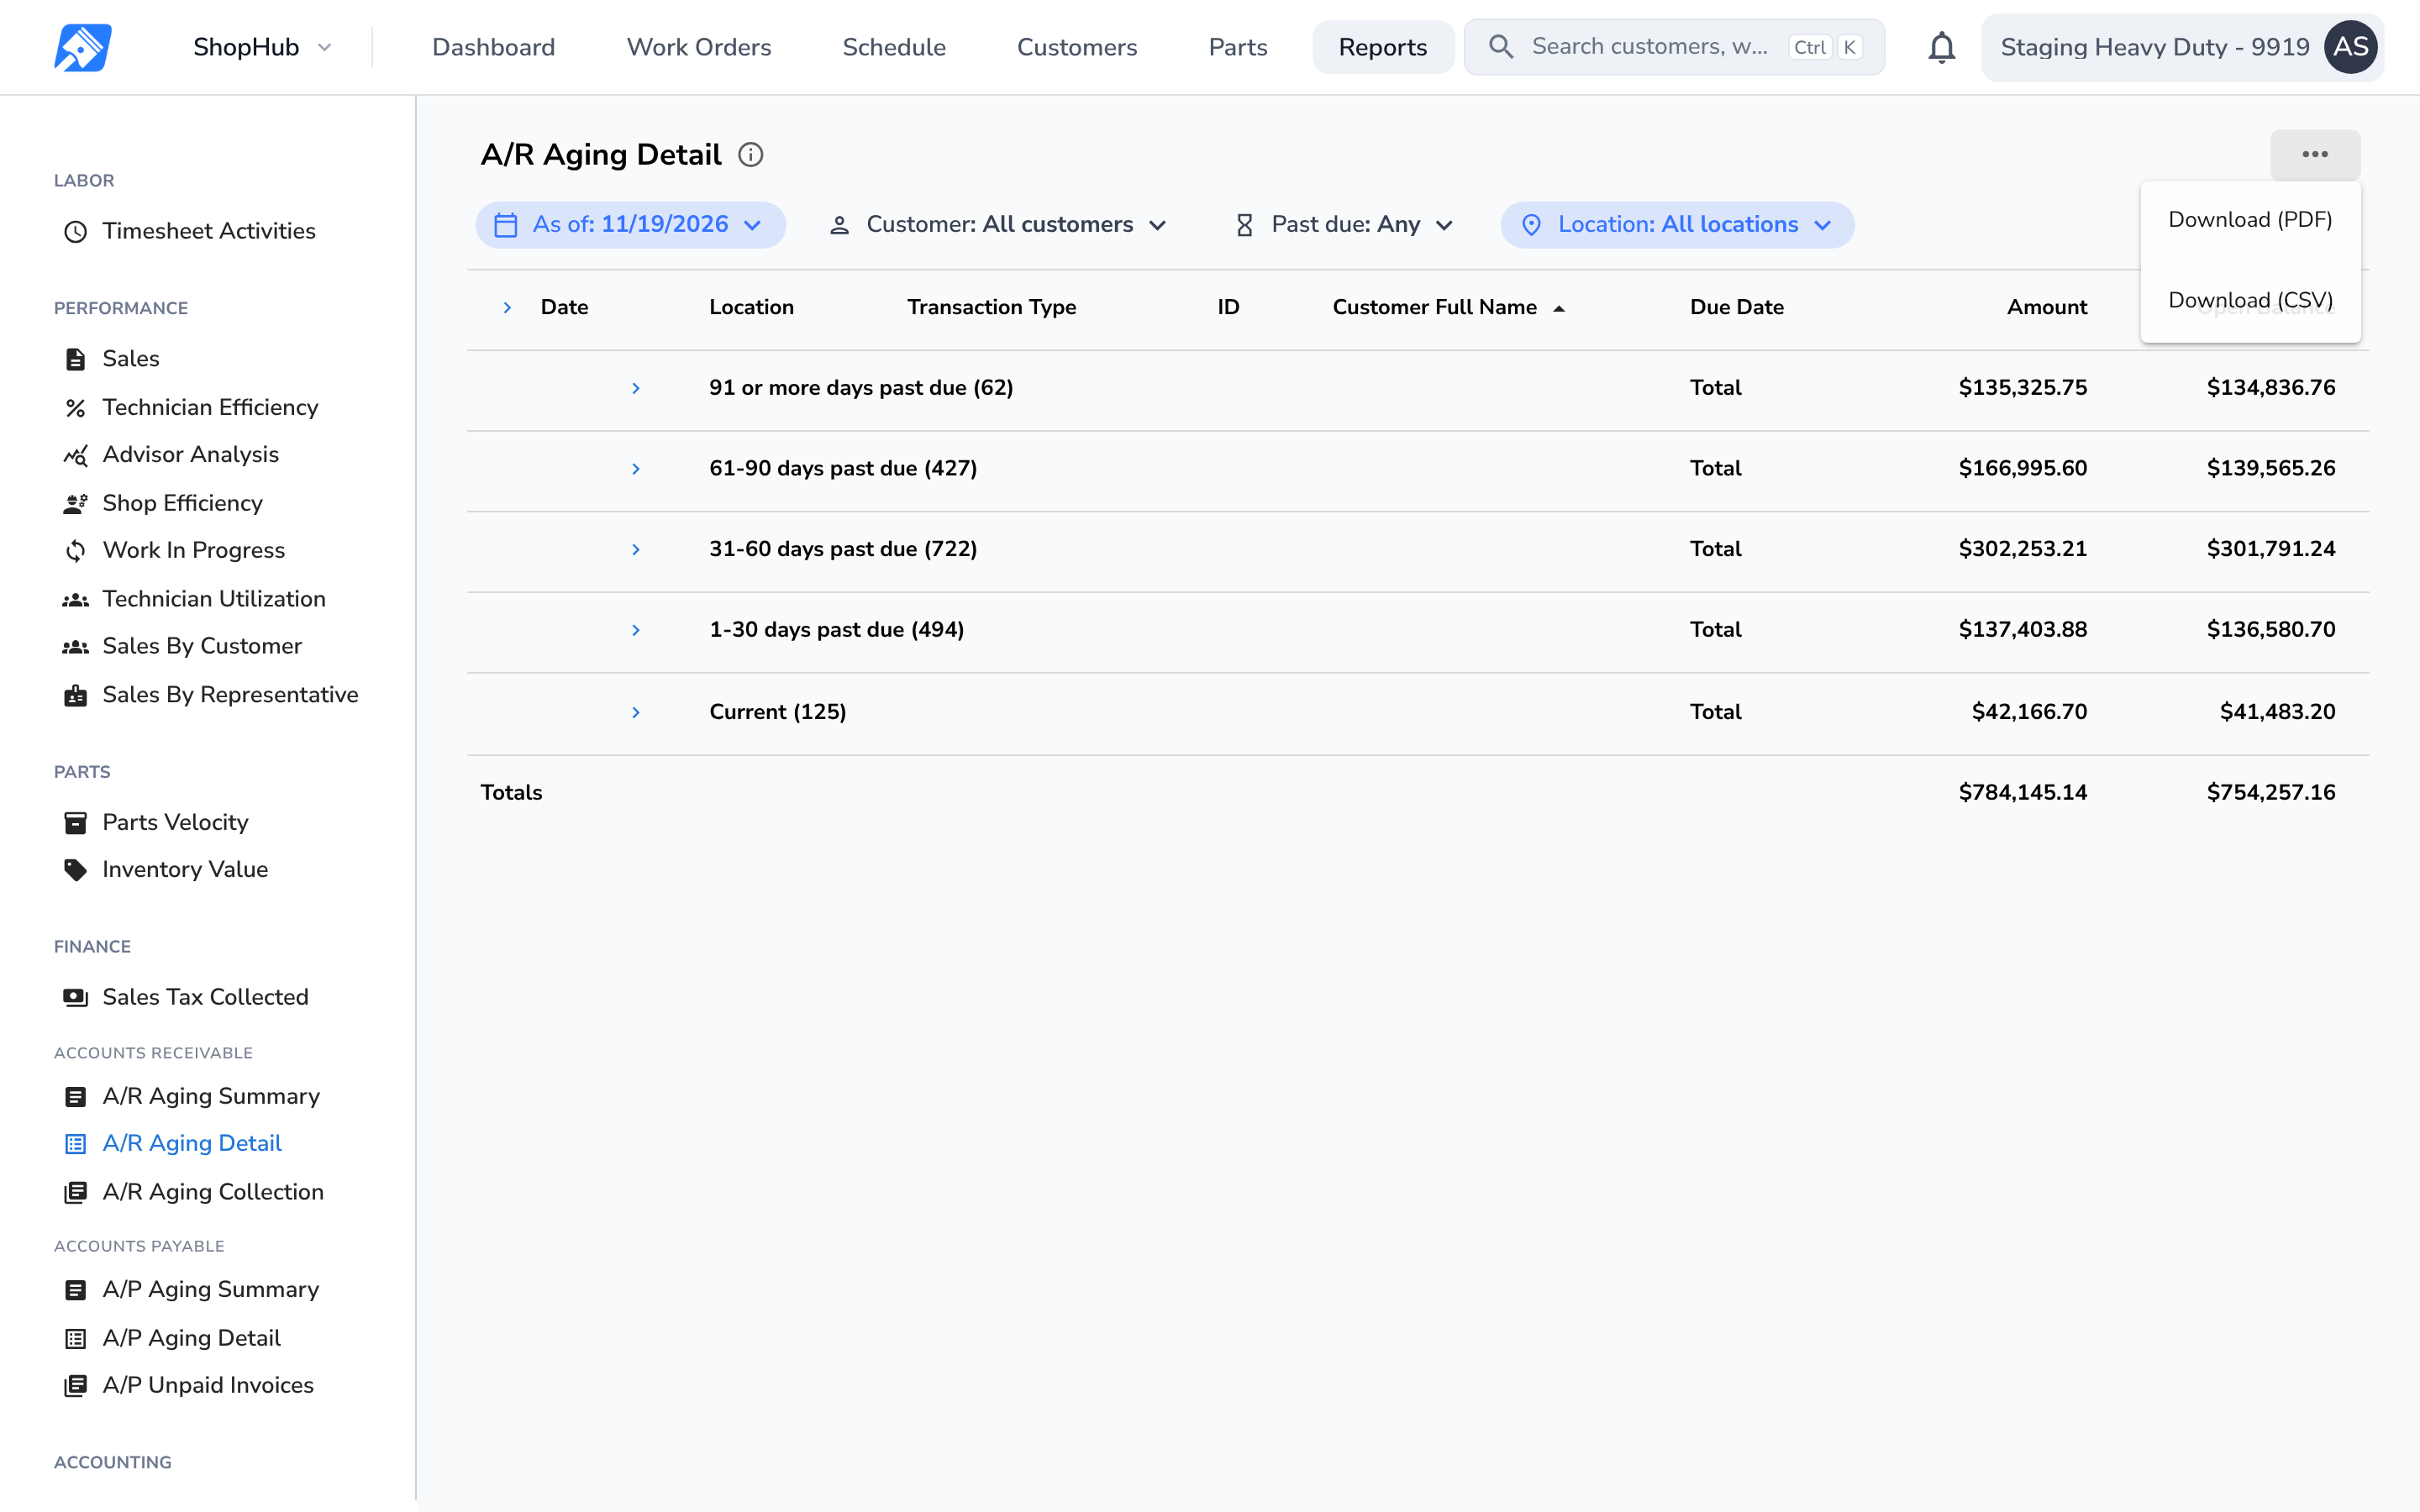 ShopHub
Dashboard
Work Orders
Schedule
Customers
Parts
Reports
Search customers, w... Ctrl K
Staging Heavy Duty - 9919 AS
LABOR
Timesheet Activities
PERFORMANCE
Sales
Technician Efficiency
Advisor Analysis
Shop Efficiency
Work In Progress
Technician Utilization
Sales By Customer
Sales By Representative
PARTS
Parts Velocity
Inventory Value
FINANCE
Sales Tax Collected
ACCOUNTS RECEIVABLE
A/R Aging Summary
A/R Aging Detail
A/R Aging Collection
ACCOUNTS PAYABLE
A/P Aging Summary
A/P Aging Detail
A/P Unpaid Invoices
ACCOUNTING
A/R Aging Detail
As of: 11/19/2026
Customer: All customers
Past due: Any
Location: All locations
Download (PDF)
Download (CSV)
Date Location Transaction Type ID Customer Full Name Due Date Amount Open Balance
91 or more days past due (62) Total $135,325.75 $134,836.76
61-90 days past due (427) Total $166,995.60 $139,565.26
31-60 days past due (722) Total $302,253.21 $301,791.24
1-30 days past due (494) Total $137,403.88 $136,580.70
Current (125) Total $42,166.70 $41,483.20
Totals $784,145.14 $754,257.16